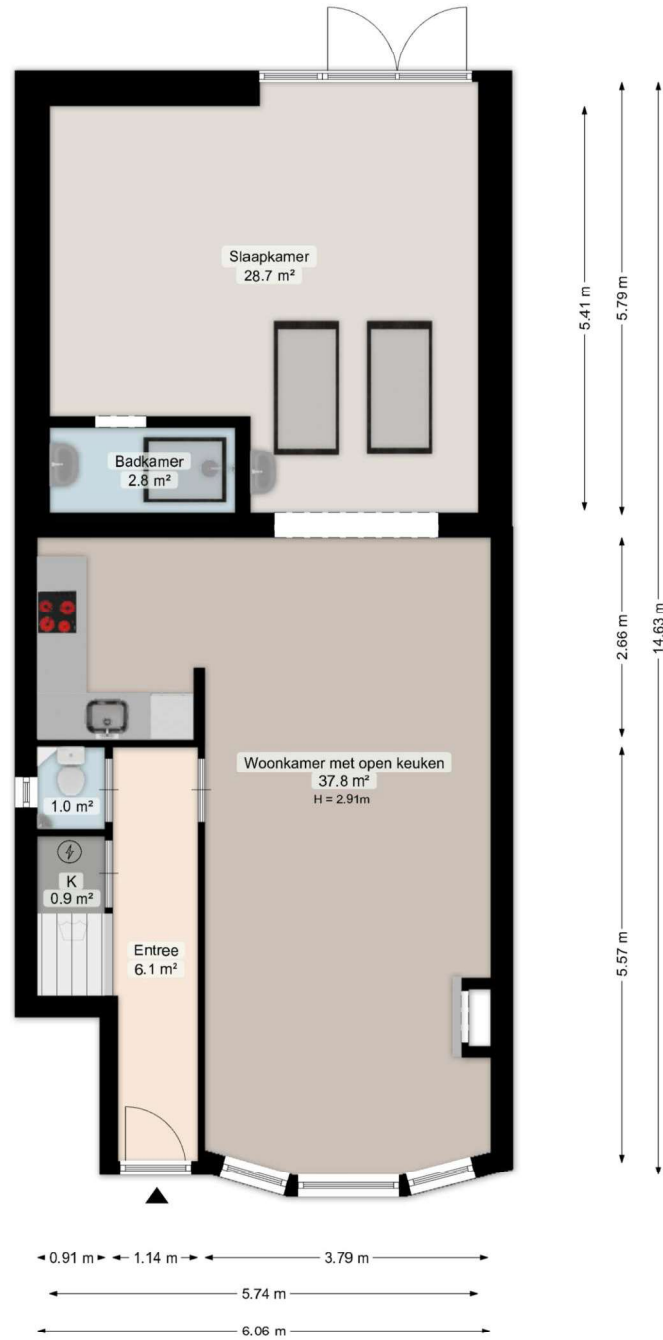 Slaapkamer
28.7 m²
Badkamer
2.8 m²
Woonkamer met open keuken
37.8 m²
H = 2.91m
1.0 m²
K
0.9 m²
Entree
6.1 m²
5.41 m
5.79 m
2.66 m
14.63 m
5.57 m
0.91 m
1.14 m
3.79 m
5.74 m
6.06 m